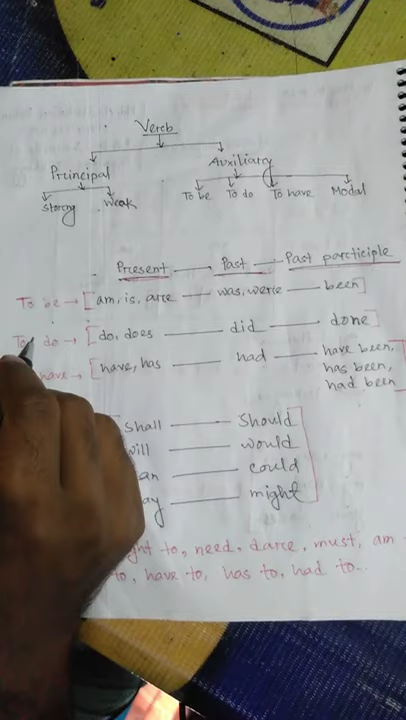 Verb
Principal Auxiliary
Strong Weak To be To do To have Modal
Present Past Past participle
To be → [am, is, are — was, were — been]
To do → [do, does — did — done]
have → [have, has — had — have been,
has been,
had been
shall — should
will — would
an — could
ay — might
ght to, need, dare, must, am
to, have to, has to, had to...